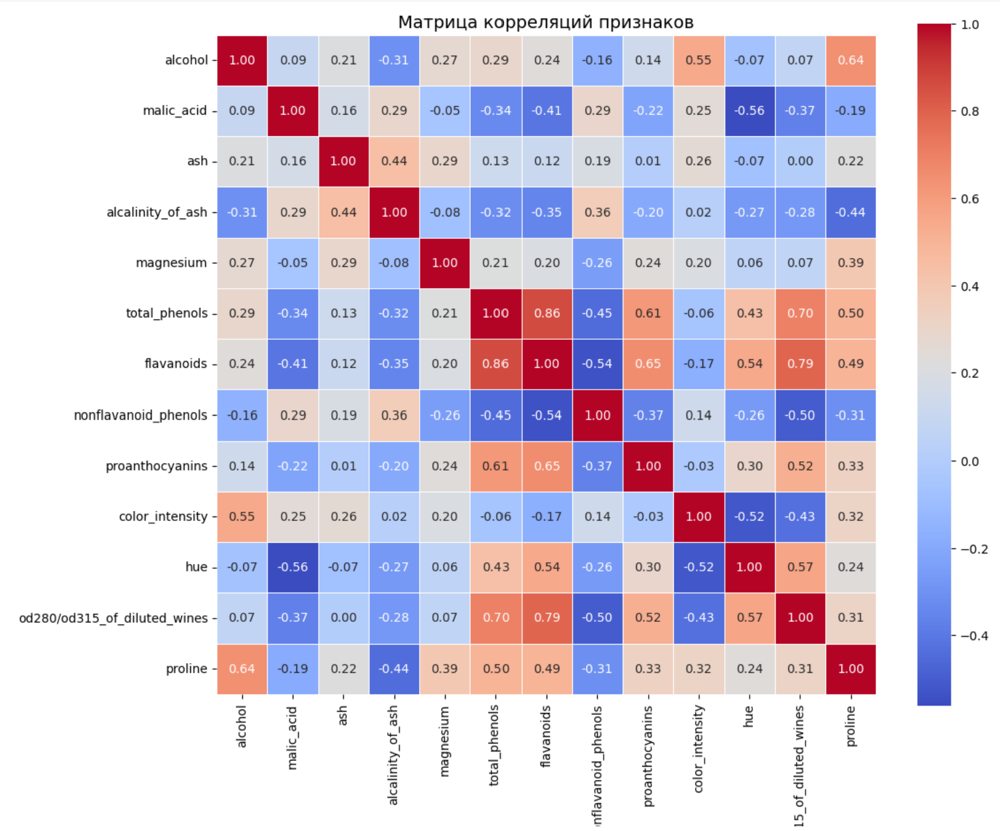 Матрица корреляций признаков
alcohol 1.00 0.09 0.21 -0.31 0.27 0.29 0.24 -0.16 0.14 0.55 -0.07 0.07 0.64
malic_acid 0.09 1.00 0.16 0.29 -0.05 -0.34 -0.41 0.29 -0.22 0.25 -0.56 -0.37 -0.19
ash 0.21 0.16 1.00 0.44 0.29 0.13 0.12 0.19 0.01 0.26 -0.07 0.00 0.22
alcalinity_of_ash -0.31 0.29 0.44 1.00 -0.08 -0.32 -0.35 0.36 -0.20 0.02 -0.27 -0.28 -0.44
magnesium 0.27 -0.05 0.29 -0.08 1.00 0.21 0.20 -0.26 0.24 0.20 0.06 0.07 0.39
total_phenols 0.29 -0.34 0.13 -0.32 0.21 1.00 0.86 -0.45 0.61 -0.06 0.43 0.70 0.50
flavanoids 0.24 -0.41 0.12 -0.35 0.20 0.86 1.00 -0.54 0.65 -0.17 0.54 0.79 0.49
nonflavanoid_phenols -0.16 0.29 0.19 0.36 -0.26 -0.45 -0.54 1.00 -0.37 0.14 -0.26 -0.50 -0.31
proanthocyanins 0.14 -0.22 0.01 -0.20 0.24 0.61 0.65 -0.37 1.00 -0.03 0.30 0.52 0.33
color_intensity 0.55 0.25 0.26 0.02 0.20 -0.06 -0.17 0.14 -0.03 1.00 -0.52 -0.43 0.32
hue -0.07 -0.56 -0.07 -0.27 0.06 0.43 0.54 -0.26 0.30 -0.52 1.00 0.57 0.24
od280/od315_of_diluted_wines 0.07 -0.37 0.00 -0.28 0.07 0.70 0.79 -0.50 0.52 -0.43 0.57 1.00 0.31
proline 0.64 -0.19 0.22 -0.44 0.39 0.50 0.49 -0.31 0.33 0.32 0.24 0.31 1.00
alcohol
malic_acid
ash
alcalinity_of_ash
magnesium
total_phenols
flavanoids
onflavanoid_phenols
proanthocyanins
color_intensity
hue
15_of_diluted_wines
proline
1.0
0.8
0.6
0.4
0.2
0.0
−0.2
−0.4